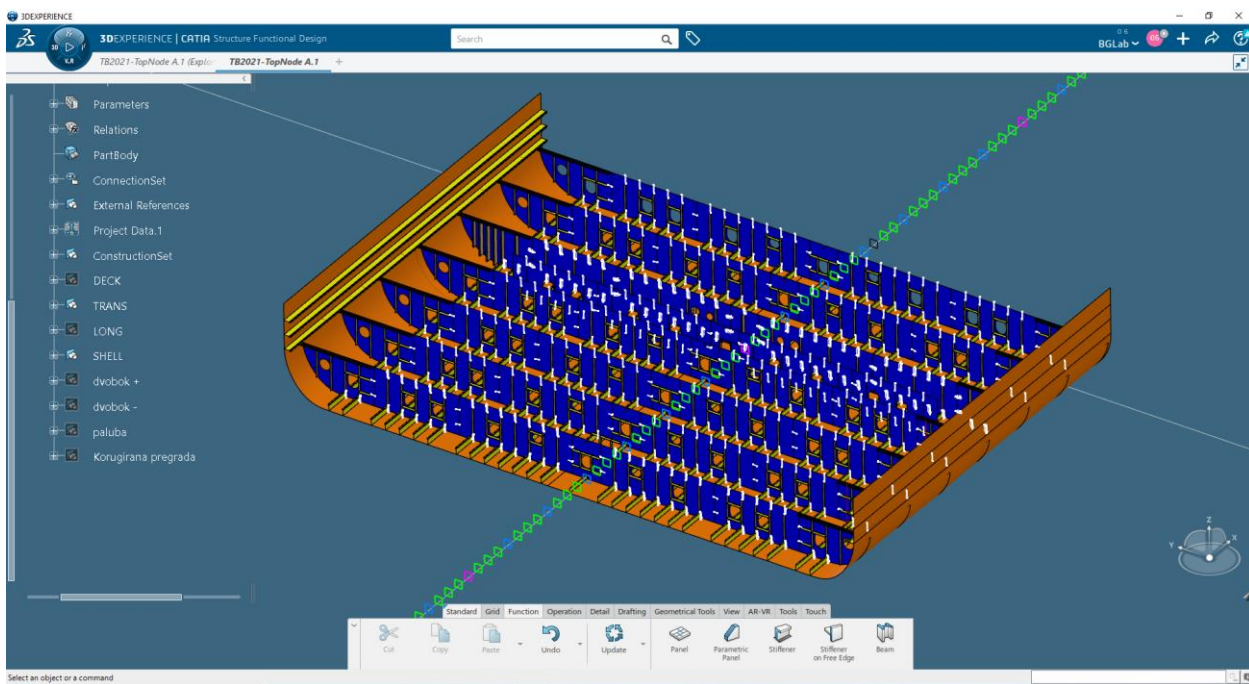 3DEXPERIENCE
3DEXPERIENCE | CATIA Structure Functional Design
Search
BGLab
TB2021-TopNode A.1 (Explo
TB2021-TopNode A.1
Parameters
Relations
PartBody
ConnectionSet
External References
Project Data.1
ConstructionSet
DECK
TRANS
LONG
SHELL
dvobok +
dvobok -
paluba
Korugirana pregrada
Z
Y
X
Standard Grid Function Operation Detail Drafting Geometrical Tools View AR-VR Tools Touch
Cut Copy Paste Undo Update Panel Parametric Panel Stiffener Stiffener on Free Edge Beam
Select an object or a command